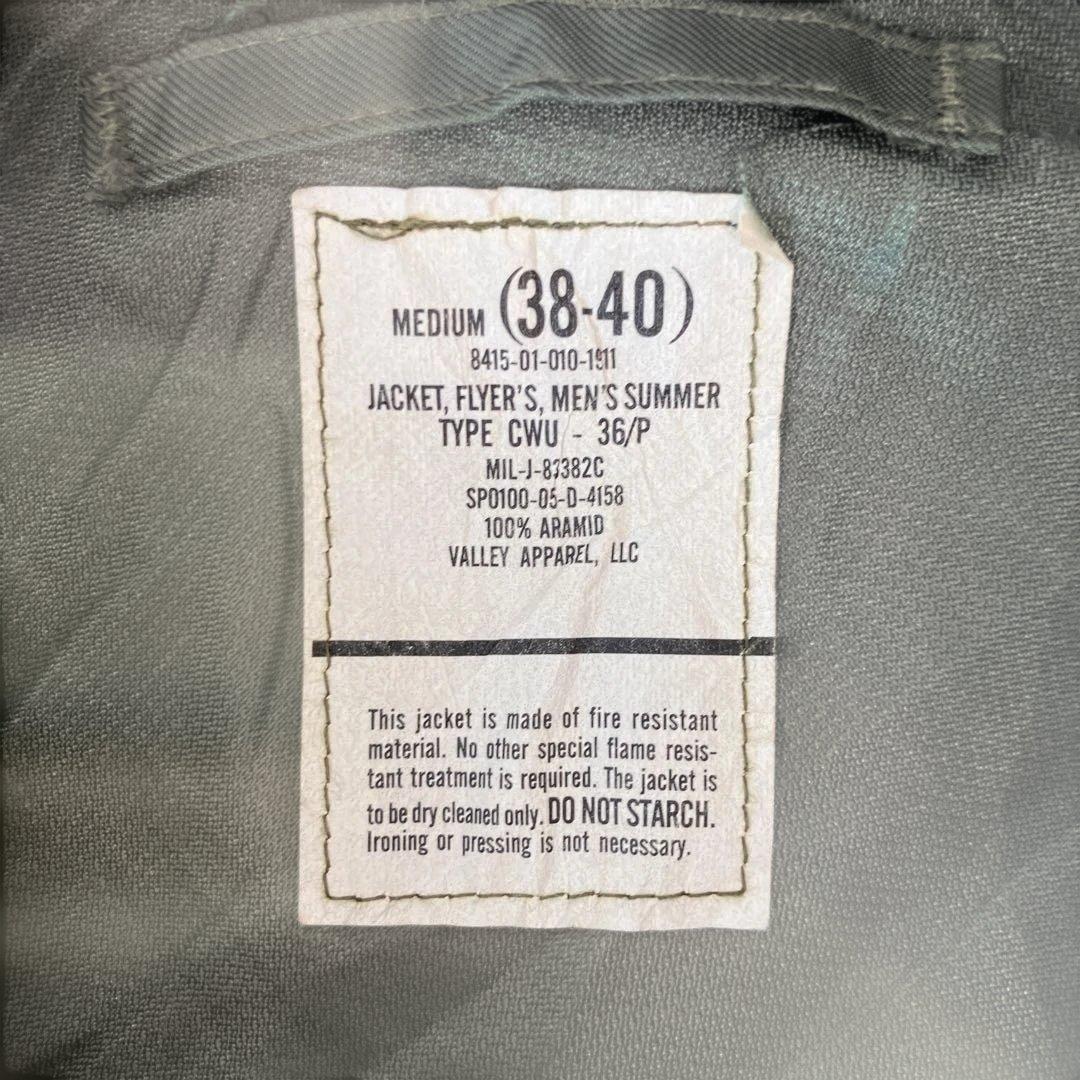 MEDIUM (38-40)
8415-01-010-1911
JACKET, FLYER'S, MEN'S SUMMER
TYPE CWU - 36/P
MIL-J-83382C
SP0100-05-D-4158
100% ARAMID
VALLEY APPAREL, LLC
This jacket is made of fire resistant
material. No other special flame resis-
tant treatment is required. The jacket is
to be dry cleaned only. DO NOT STARCH.
Ironing or pressing is not necessary.